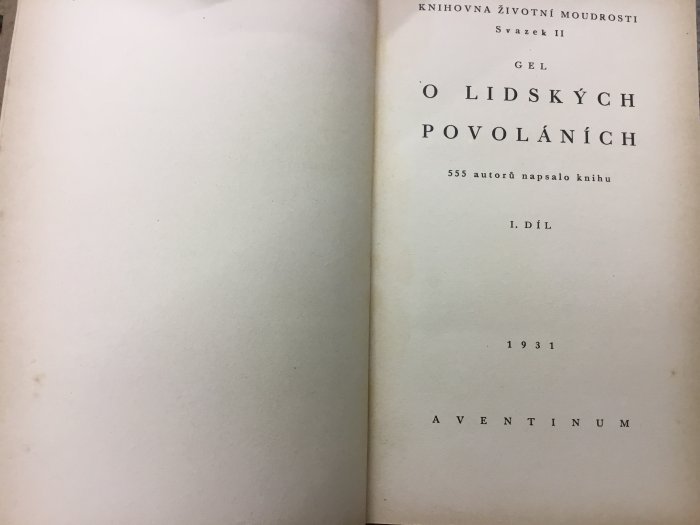 KNIHOVNA ŽIVOTNÍ MOUDROSTI
Svazek II
GEL
O LIDSKÝCH
POVOLÁNÍCH
555 autorů napsalo knihu
I. DÍL
1931
AVENTINUM